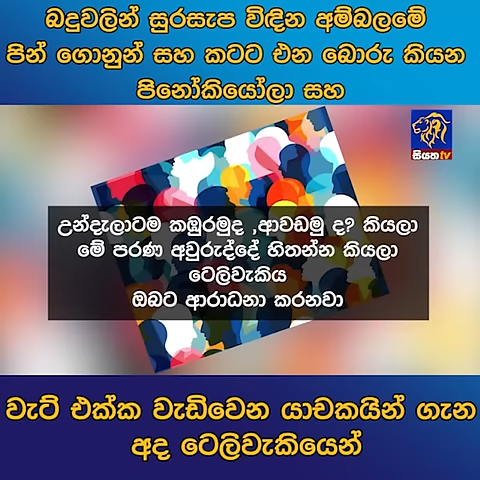 බදුවලින් සුරසැප විඳින අම්බලමේ
පින් ගොනුන් සහ කටට එන බොරු කියන
පිනෝකියෝලා සහ
සියත tv
උන්දැලාටම කඹුරමුද ,ආවඩමු ද? කියලා
මේ පරණ අවුරුද්දේ හිතන්න කියලා
ටෙලිවැකිය
ඔබට ආරාධනා කරනවා
වැට් එක්ක වැඩිවෙන යාචකයින් ගැන
අද ටෙලිවැකියෙන්